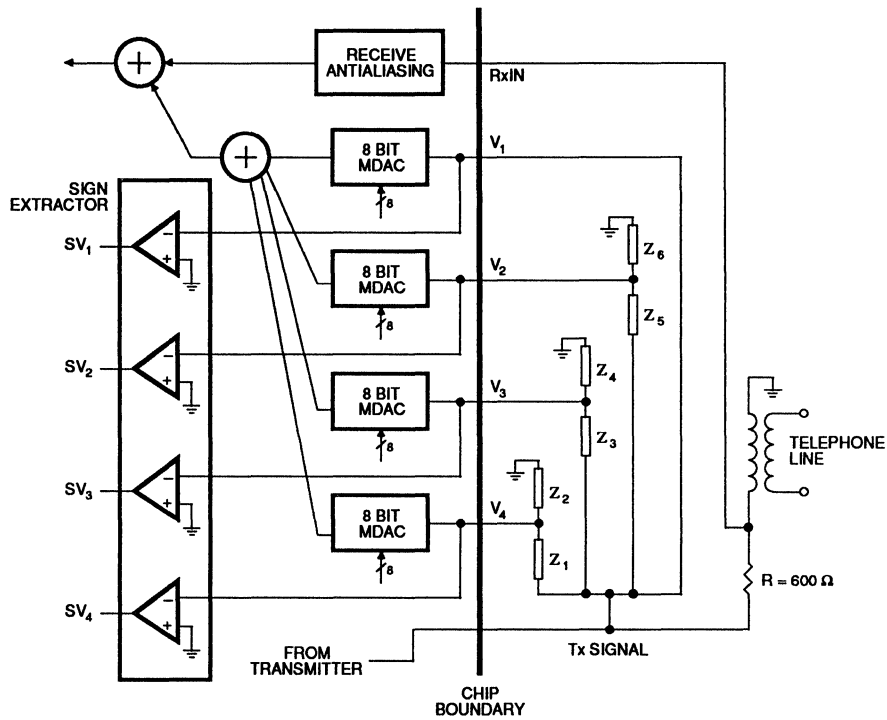 RECEIVE
ANTIALIASING
RxIN
+
V1
8 BIT
MDAC
8
+
SIGN
EXTRACTOR
SV1
−
+
V2
8 BIT
MDAC
8
Z6
Z5
SV2
−
+
V3
8 BIT
MDAC
8
Z4
Z3
TELEPHONE
LINE
SV3
−
+
V4
8 BIT
MDAC
8
Z2
Z1
R = 600 Ω
SV4
−
+
FROM
TRANSMITTER
Tx SIGNAL
CHIP
BOUNDARY